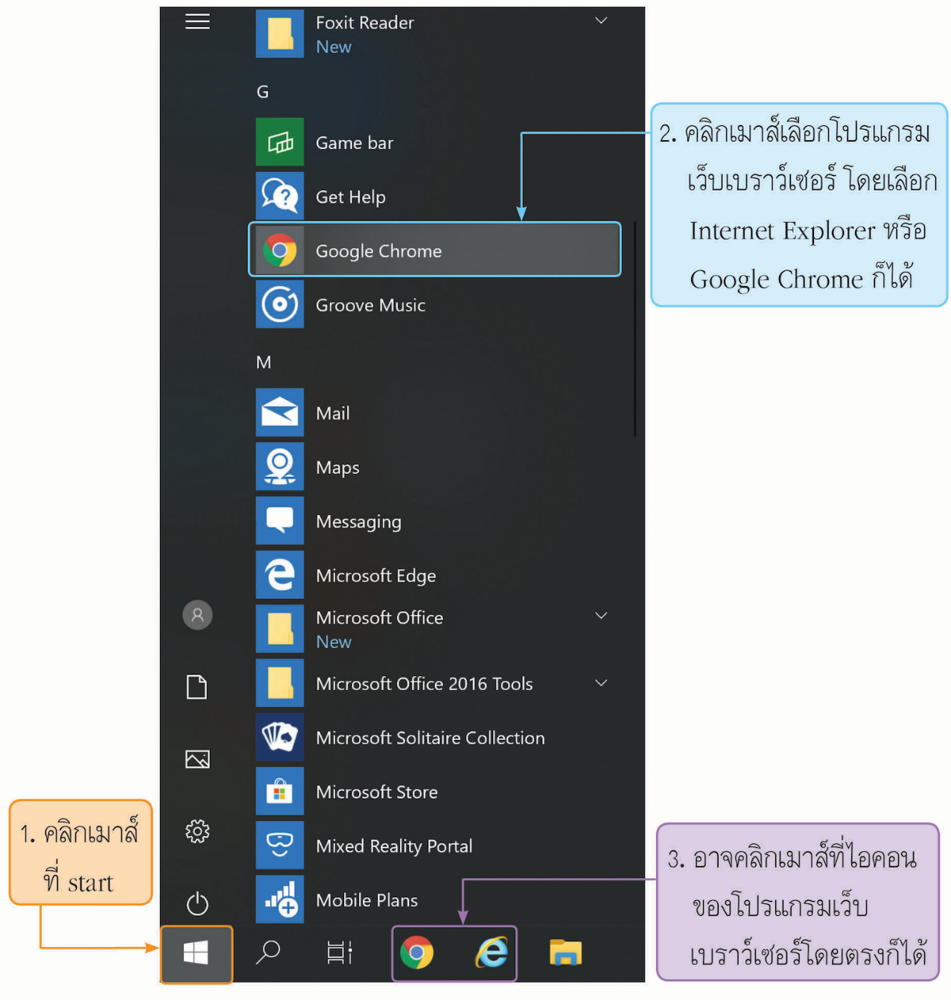 Foxit Reader
New
G
Game bar
Get Help
Google Chrome
Groove Music
M
Mail
Maps
Messaging
Microsoft Edge
Microsoft Office
New
Microsoft Office 2016 Tools
Microsoft Solitaire Collection
Microsoft Store
Mixed Reality Portal
Mobile Plans
1. คลิกเมาส์
ที่ start
2. คลิกเมาส์เลือกโปรแกรม
เว็บเบราว์เซอร์ โดยเลือก
Internet Explorer หรือ
Google Chrome ก็ได้
3. อาจคลิกเมาส์ที่ไอคอน
ของโปรแกรมเว็บ
เบราว์เซอร์โดยตรงก็ได้